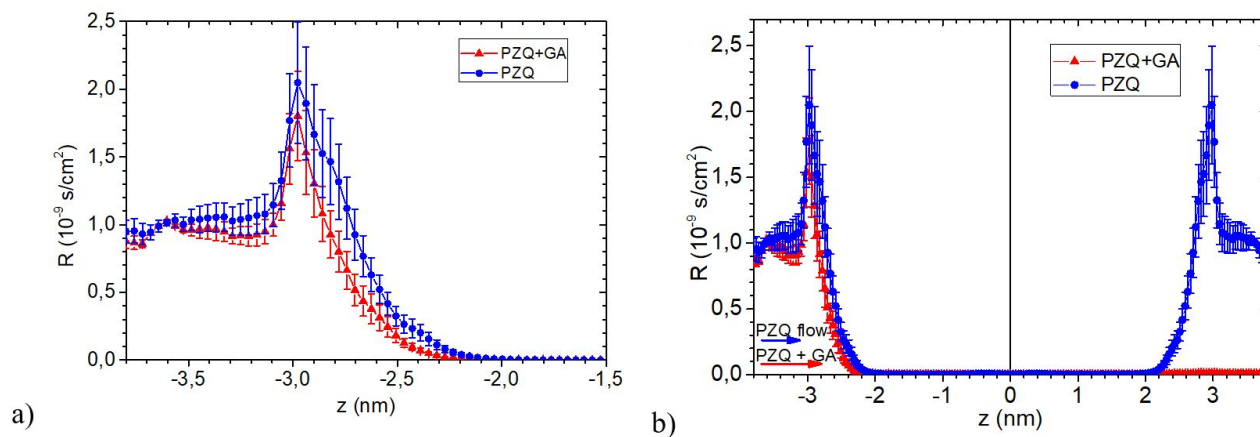 2,5
2,0
1,5
1,0
0,5
0,0
R (10⁻⁹ s/cm²)
PZQ+GA
PZQ
-3,5
-3,0
-2,5
-2,0
-1,5
z (nm)
a)
2,5
2,0
1,5
1,0
0,5
0,0
R (10⁻⁹ s/cm²)
PZQ+GA
PZQ
PZQ flow
PZQ + GA
-3
-2
-1
0
1
2
3
z (nm)
b)